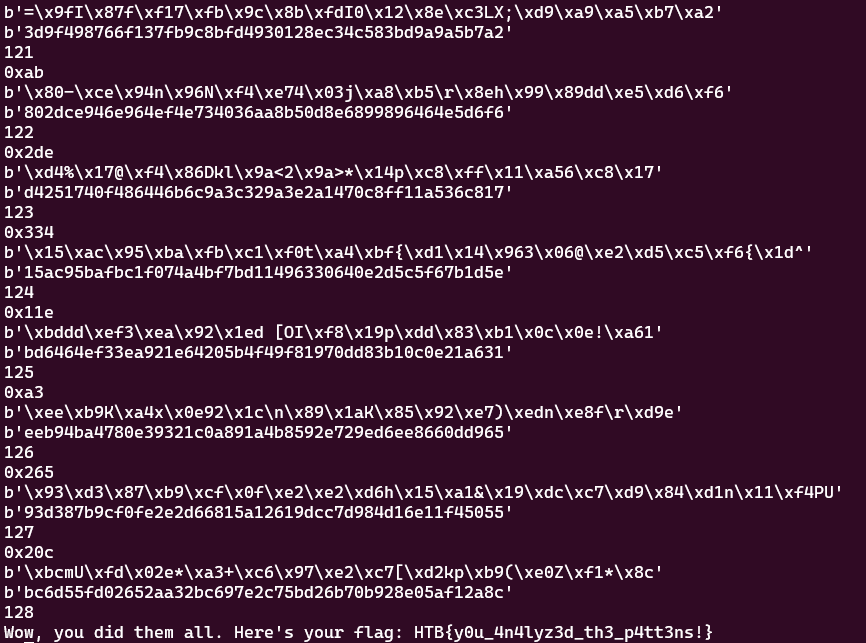 b'=\x9fI\x87f\xf17\xfb\x9c\x8b\xfdI0\x12\x8e\xc3LX;\xd9\xa9\xa5\xb7\xa2'
b'3d9f498766f137fb9c8bfd4930128ec34c583bd9a9a5b7a2'
121
0xab
b'\x80-\xce\x94n\x96N\xf4\xe74\x03j\xa8\xb5\r\x8eh\x99\x89dd\xe5\xd6\xf6'
b'802dce946e964ef4e734036aa8b50d8e6899896464e5d6f6'
122
0x2de
b'\xd4%\x17@\xf4\x86Dkl\x9a<2\x9a>*\x14p\xc8\xff\x11\xa56\xc8\x17'
b'd4251740f486446b6c9a3c329a3e2a1470c8ff11a536c817'
123
0x334
b'\x15\xac\x95\xba\xfb\xc1\xf0t\xa4\xbf{\xd1\x14\x963\x06@\xe2\xd5\xc5\xf6{\x1d^'
b'15ac95bafbc1f074a4bf7bd11496330640e2d5c5f67b1d5e'
124
0x11e
b'\xbddd\xef3\xea\x92\x1ed [OI\xf8\x19p\xdd\x83\xb1\x0c\x0e!\xa61'
b'bd6464ef33ea921e64205b4f49f81970dd83b10c0e21a631'
125
0xa3
b'\xee\xb9K\xa4x\x0e92\x1c\n\x89\x1aK\x85\x92\xe7)\xedn\xe8f\r\xd9e'
b'eeb94ba4780e39321c0a891a4b8592e729ed6ee8660dd965'
126
0x265
b'\x93\xd3\x87\xb9\xcf\x0f\xe2\xe2\xd6h\x15\xa1&\x19\xdc\xc7\xd9\x84\xd1n\x11\xf4PU'
b'93d387b9cf0fe2e2d66815a12619dcc7d984d16e11f45055'
127
0x20c
b'\xbcmU\xfd\x02e*\xa3+\xc6\x97\xe2\xc7[\xd2kp\xb9(\xe0Z\xf1*\x8c'
b'bc6d55fd02652aa32bc697e2c75bd26b70b928e05af12a8c'
128
Wow, you did them all. Here's your flag: HTB{y0u_4n4lyz3d_th3_p4tt3ns!}